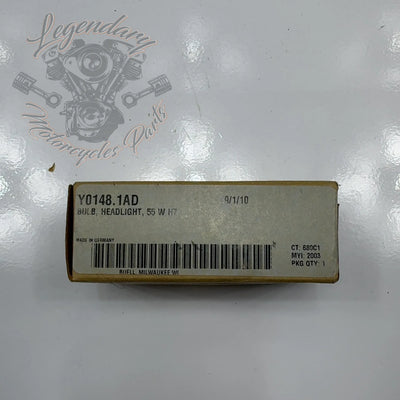 Legendary
Motorcycles Parts
Y0148.1AD 9/1/10
BULB, HEADLIGHT, 55 W H7
MADE IN GERMANY
CT: 680C1
MYI: 2003
PKG QTY: 1
BUELL, MILWAUKEE WI